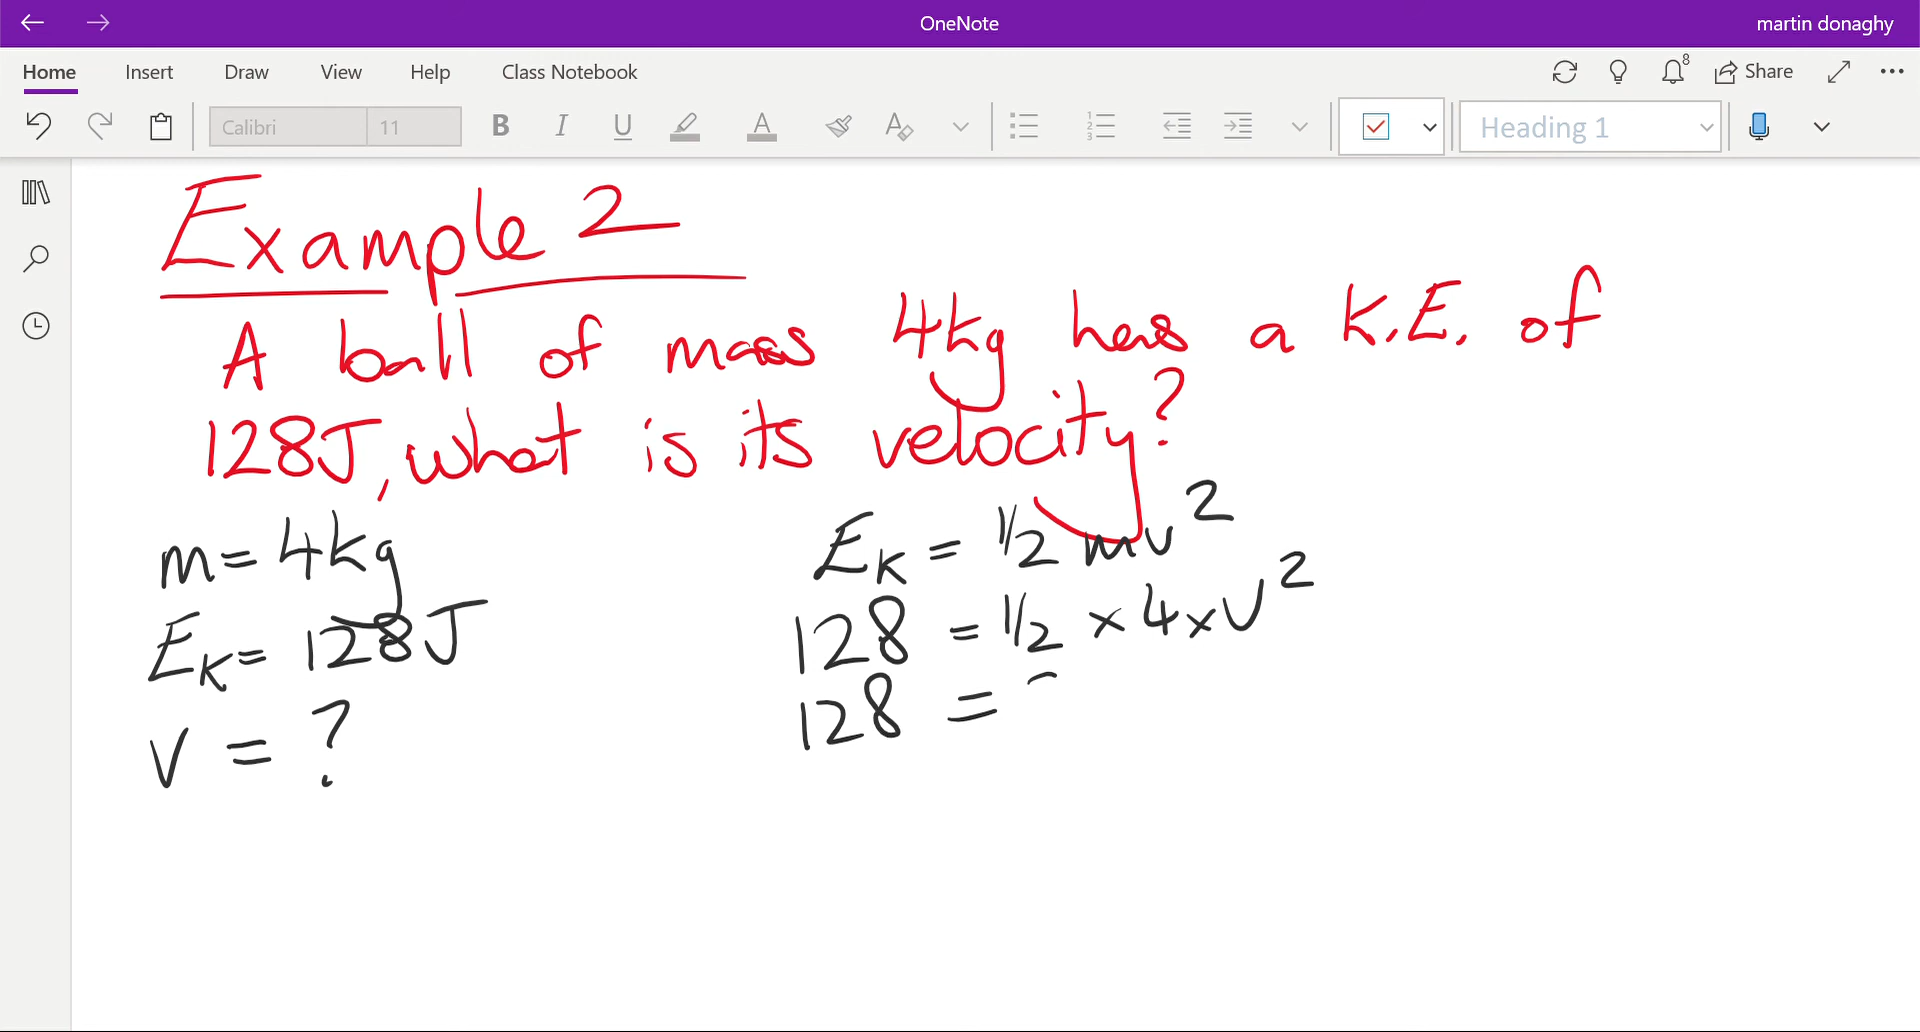 OneNote
martin donaghy
Home Insert Draw View Help Class Notebook
8 Share
Calibri 11 B I U A A Heading 1
Example 2
A ball of mass 4kg has a K.E. of
128J, what is its velocity?
m = 4kg
Eₖ = 128J
v = ?
Eₖ = ½ mv²
128 = ½ × 4 × v²
128 =